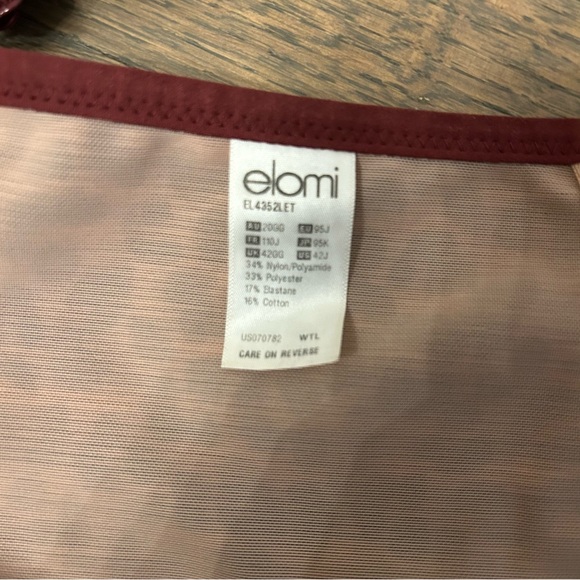 elomi
EL4352LET
AU 20GG EU 95J
FR 110J JP 95K
UK 42GG US 42J
34% Nylon/Polyamide
33% Polyester
17% Elastane
16% Cotton
US070782 WTL
CARE ON REVERSE